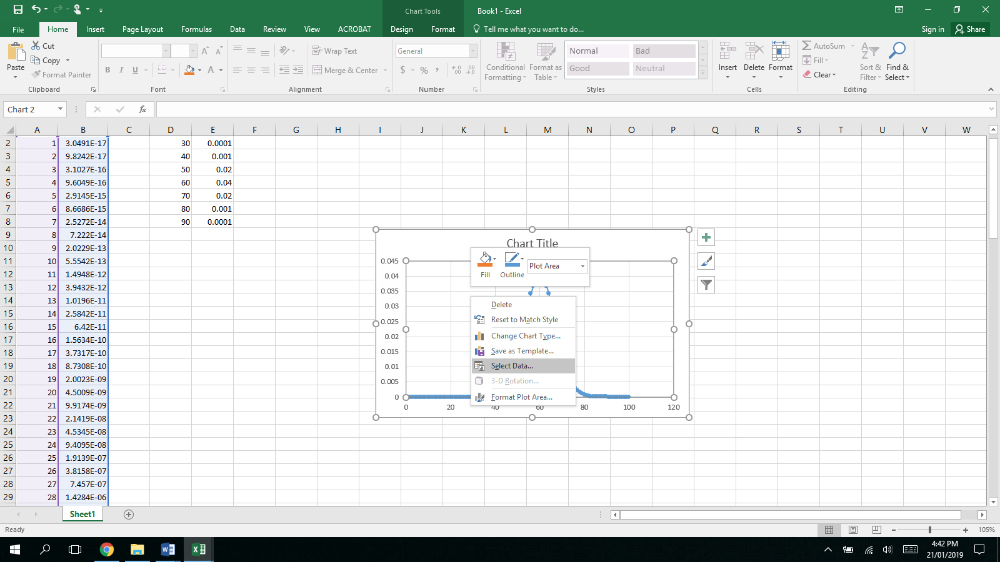 Chart Tools
Book1 - Excel
File Home Insert Page Layout Formulas Data Review View ACROBAT Design Format Tell me what you want to do... Sign in Share
Paste
Cut
Copy
Format Painter
Clipboard
B I U
A A
A
Font
Wrap Text
Merge & Center
Alignment
General
$ % ,
.0 .00
.00 .0
Number
Conditional Formatting
Format as Table
Normal Bad
Good Neutral
Styles
Insert Delete Format
Cells
AutoSum
Fill
Clear
Sort & Filter
Find & Select
Editing
Chart 2
fx
A B C D E F G H I J K L M N O P Q R S T U V W
2 1 3.0491E-17 30 0.0001
3 2 9.8242E-17 40 0.001
4 3 3.1027E-16 50 0.02
5 4 9.6049E-16 60 0.04
6 5 2.9145E-15 70 0.02
7 6 8.6686E-15 80 0.001
8 7 2.5272E-14 90 0.0001
9 8 7.222E-14
10 9 2.0229E-13
11 10 5.5542E-13
12 11 1.4948E-12
13 12 3.9432E-12
14 13 1.0196E-11
15 14 2.5842E-11
16 15 6.42E-11
17 16 1.5634E-10
18 17 3.7317E-10
19 18 8.7308E-10
20 19 2.0023E-09
21 20 4.5009E-09
22 21 9.9174E-09
23 22 2.1419E-08
24 23 4.5345E-08
25 24 9.4095E-08
26 25 1.9139E-07
27 26 3.8158E-07
28 27 7.457E-07
29 28 1.4284E-06
Chart Title
0.045
0.04
0.035
0.03
0.025
0.02
0.015
0.01
0.005
0
0 20 40 60 80 100 120
Fill Outline Plot Area
Delete
Reset to Match Style
Change Chart Type...
Save as Template...
Select Data...
3-D Rotation...
Format Plot Area...
Sheet1
Ready
105%
4:42 PM
21/01/2019